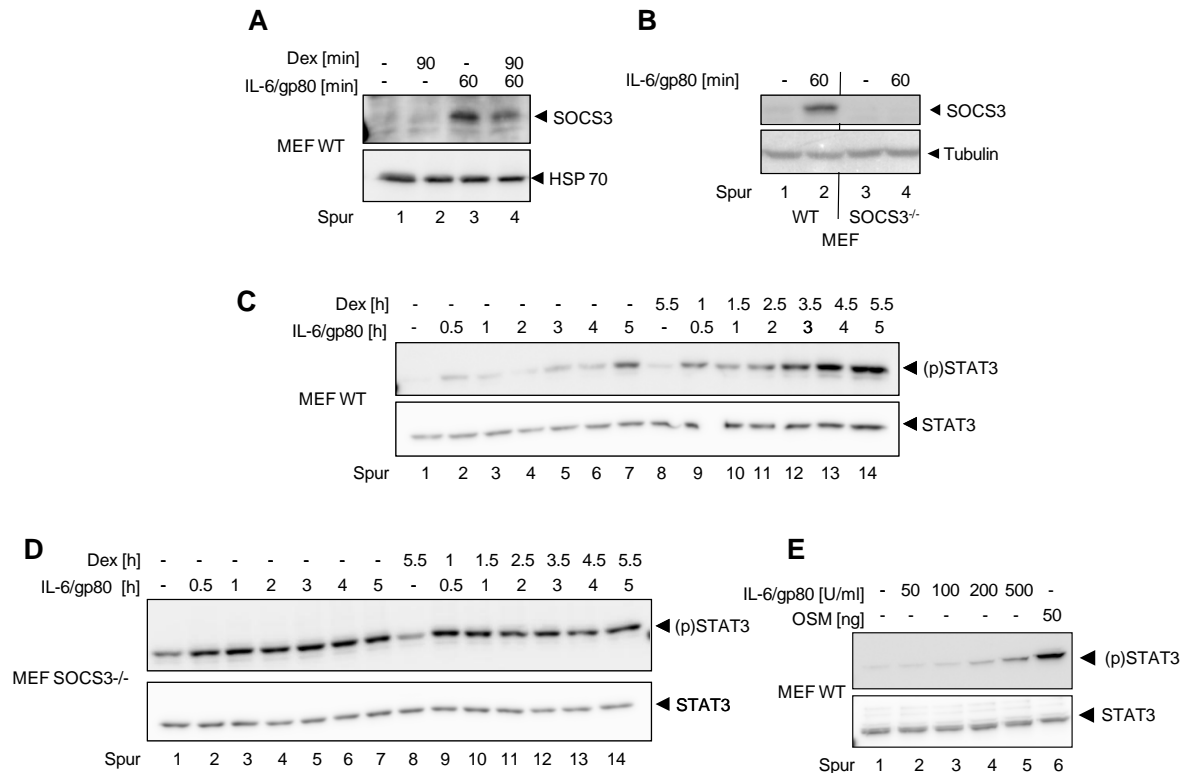 A
Dex [min] - 90 - 90
IL-6/gp80 [min] - - 60 60
SOCS3
MEF WT
HSP 70
Spur 1 2 3 4
B
IL-6/gp80 [min] - 60 - 60
SOCS3
Tubulin
Spur 1 2 3 4
WT SOCS3-/-
MEF
C
Dex [h] - - - - - - - 5.5 1 1.5 2.5 3.5 4.5 5.5
IL-6/gp80 [h] - 0.5 1 2 3 4 5 - 0.5 1 2 3 4 5
(p)STAT3
MEF WT
STAT3
Spur 1 2 3 4 5 6 7 8 9 10 11 12 13 14
D
Dex [h] - - - - - - - 5.5 1 1.5 2.5 3.5 4.5 5.5
IL-6/gp80 [h] - 0.5 1 2 3 4 5 - 0.5 1 2 3 4 5
(p)STAT3
MEF SOCS3-/-
STAT3
Spur 1 2 3 4 5 6 7 8 9 10 11 12 13 14
E
IL-6/gp80 [U/ml] - 50 100 200 500 -
OSM [ng] - - - - - 50
(p)STAT3
MEF WT
STAT3
Spur 1 2 3 4 5 6